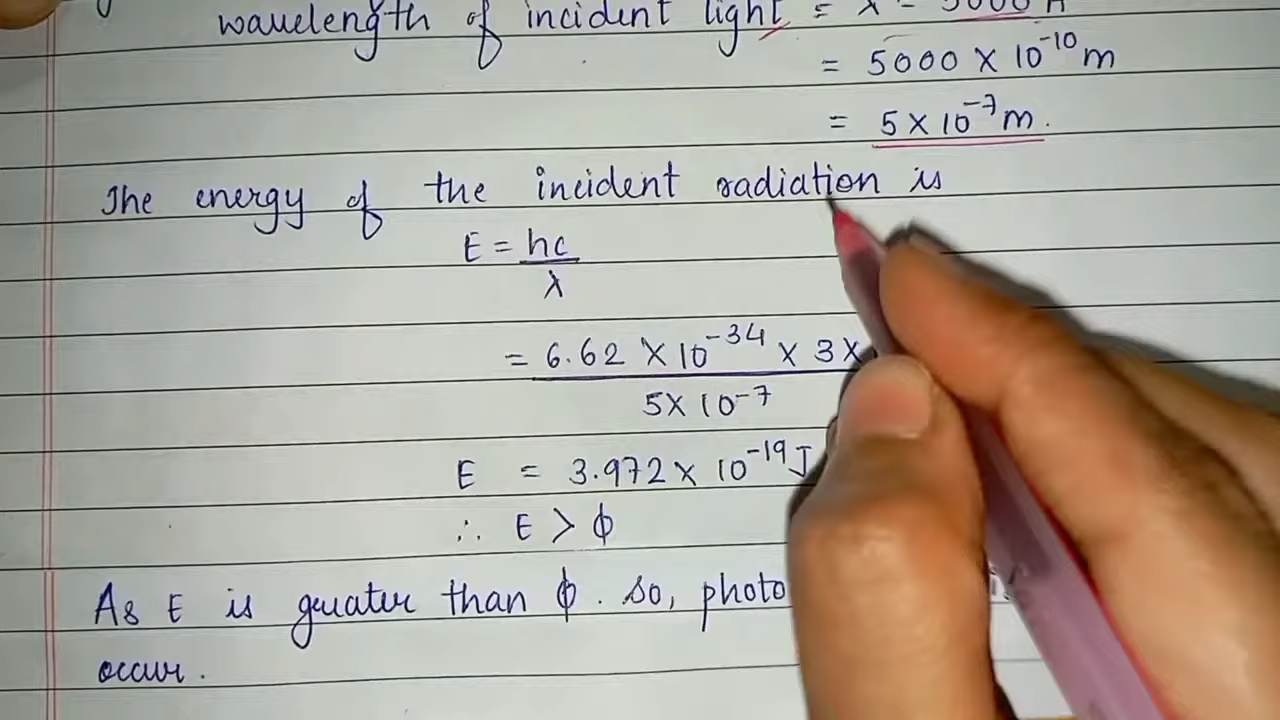 wavelength of incident light = λ = 5000 A
= 5000 × 10⁻¹⁰ m
= 5 × 10⁻⁷ m.
The energy of the incident radiation is
E = hc
λ
= 6.62 × 10⁻³⁴ × 3 ×
5 × 10⁻⁷
E = 3.972 × 10⁻¹⁹ J
∴ E > ϕ
As E is greater than ϕ. so, photo
occur.